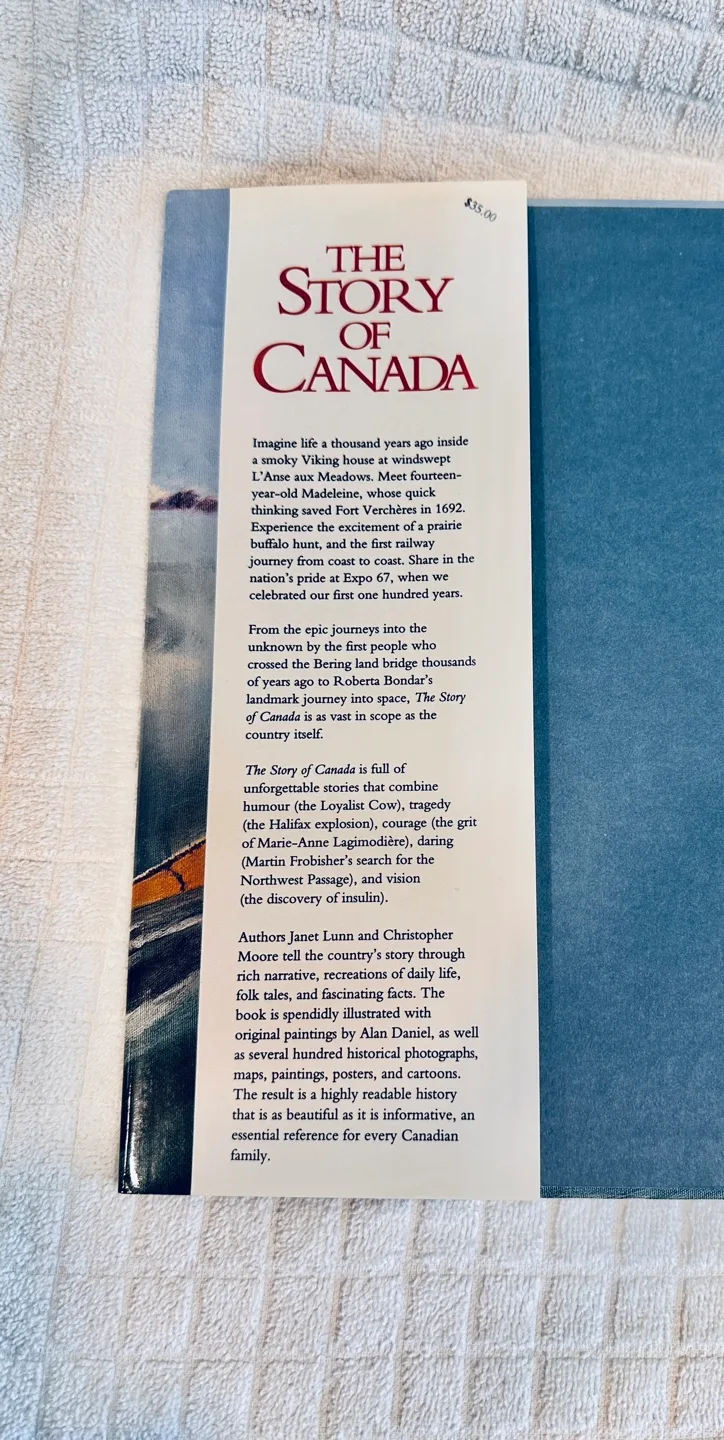 $35.00
THE
STORY
OF
CANADA
Imagine life a thousand years ago inside
a smoky Viking house at windswept
L'Anse aux Meadows. Meet fourteen-
year-old Madeleine, whose quick
thinking saved Fort Verchères in 1692.
Experience the excitement of a prairie
buffalo hunt, and the first railway
journey from coast to coast. Share in the
nation's pride at Expo 67, when we
celebrated our first one hundred years.
From the epic journeys into the
unknown by the first people who
crossed the Bering land bridge thousands
of years ago to Roberta Bondar's
landmark journey into space, The Story
of Canada is as vast in scope as the
country itself.
The Story of Canada is full of
unforgettable stories that combine
humour (the Loyalist Cow), tragedy
(the Halifax explosion), courage (the grit
of Marie-Anne Lagimodière), daring
(Martin Frobisher's search for the
Northwest Passage), and vision
(the discovery of insulin).
Authors Janet Lunn and Christopher
Moore tell the country's story through
rich narrative, recreations of daily life,
folk tales, and fascinating facts. The
book is spendidly illustrated with
original paintings by Alan Daniel, as well
as several hundred historical photographs,
maps, paintings, posters, and cartoons.
The result is a highly readable history
that is as beautiful as it is informative, an
essential reference for every Canadian
family.